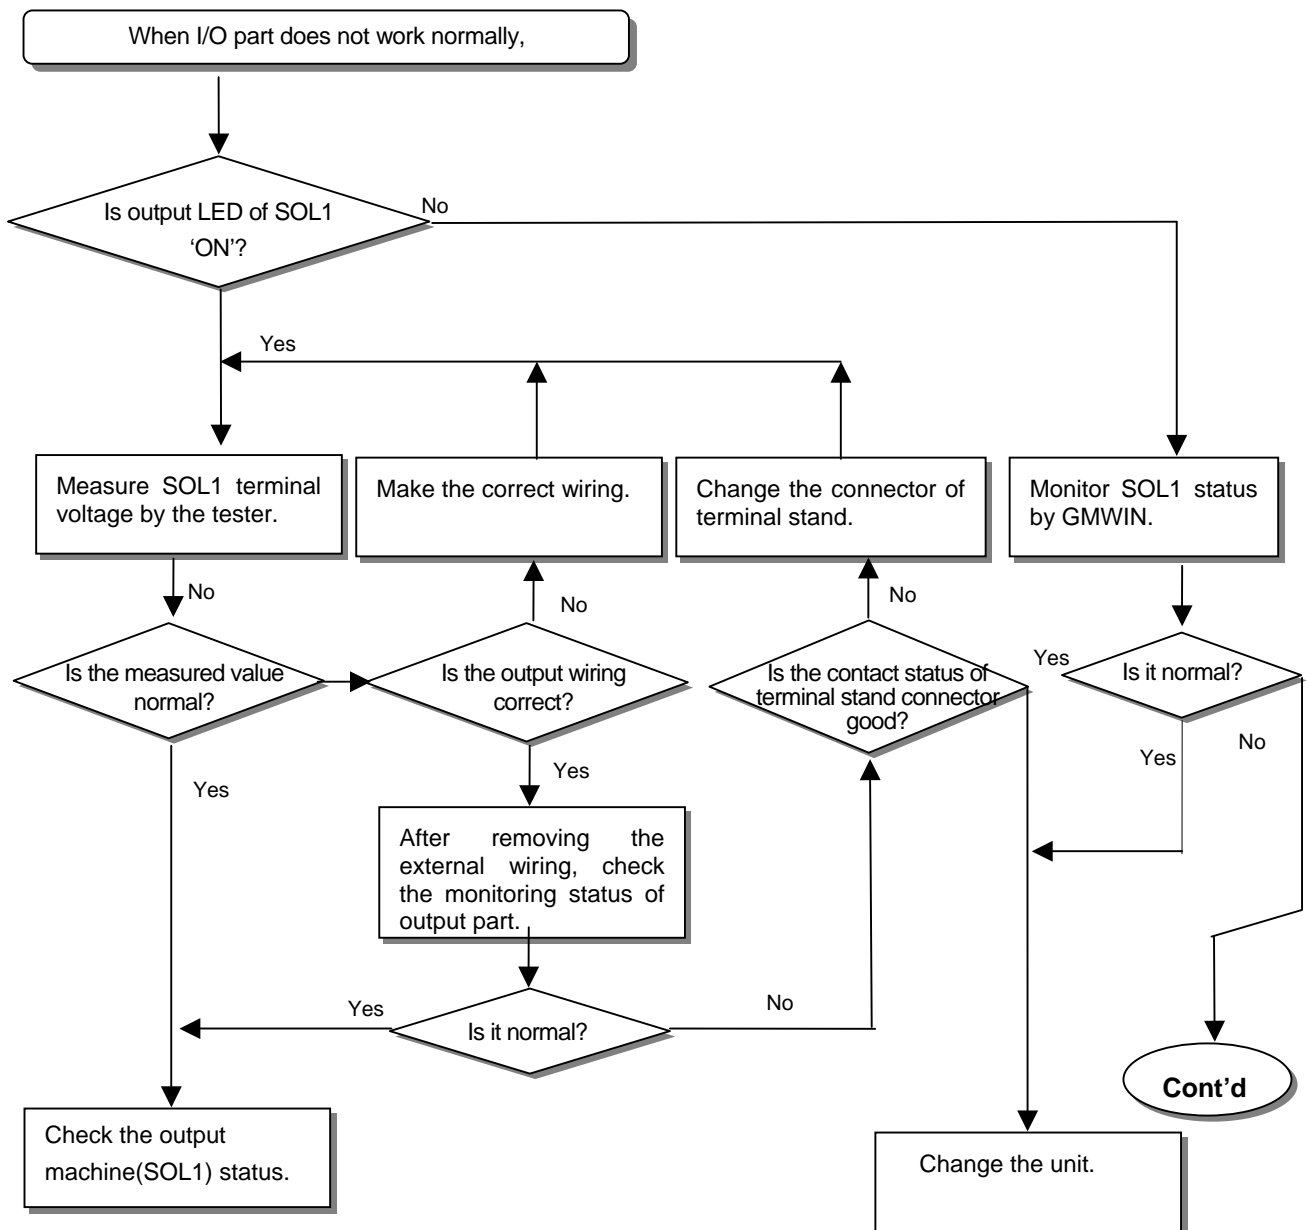 When I/O part does not work normally,
Is output LED of SOL1
‘ON’?
No
Yes
Measure SOL1 terminal
voltage by the tester.
Make the correct wiring.
Change the connector of
terminal stand.
Monitor SOL1 status
by GMWIN.
No
No
No
Is the measured value
normal?
Is the output wiring
correct?
Is the contact status of
terminal stand connector
good?
Yes
Is it normal?
Yes
Yes
Yes
No
After removing the
external wiring, check
the monitoring status of
output part.
Yes
Is it normal?
No
Cont’d
Check the output
machine(SOL1) status.
Change the unit.